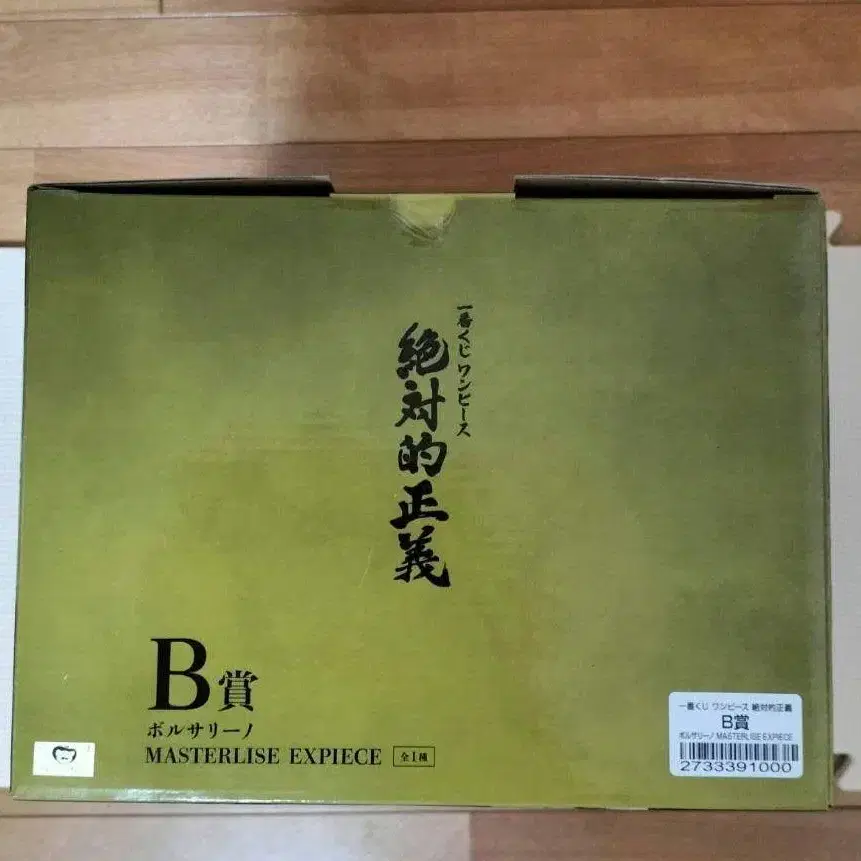 一番くじ ワンピース
絶対的正義
B賞
ボルサリーノ
MASTERLISE EXPIECE 全1種
一番くじ ワンピース 絶対的正義
B賞
ボルサリーノ MASTERLISE EXPIECE
2733391000